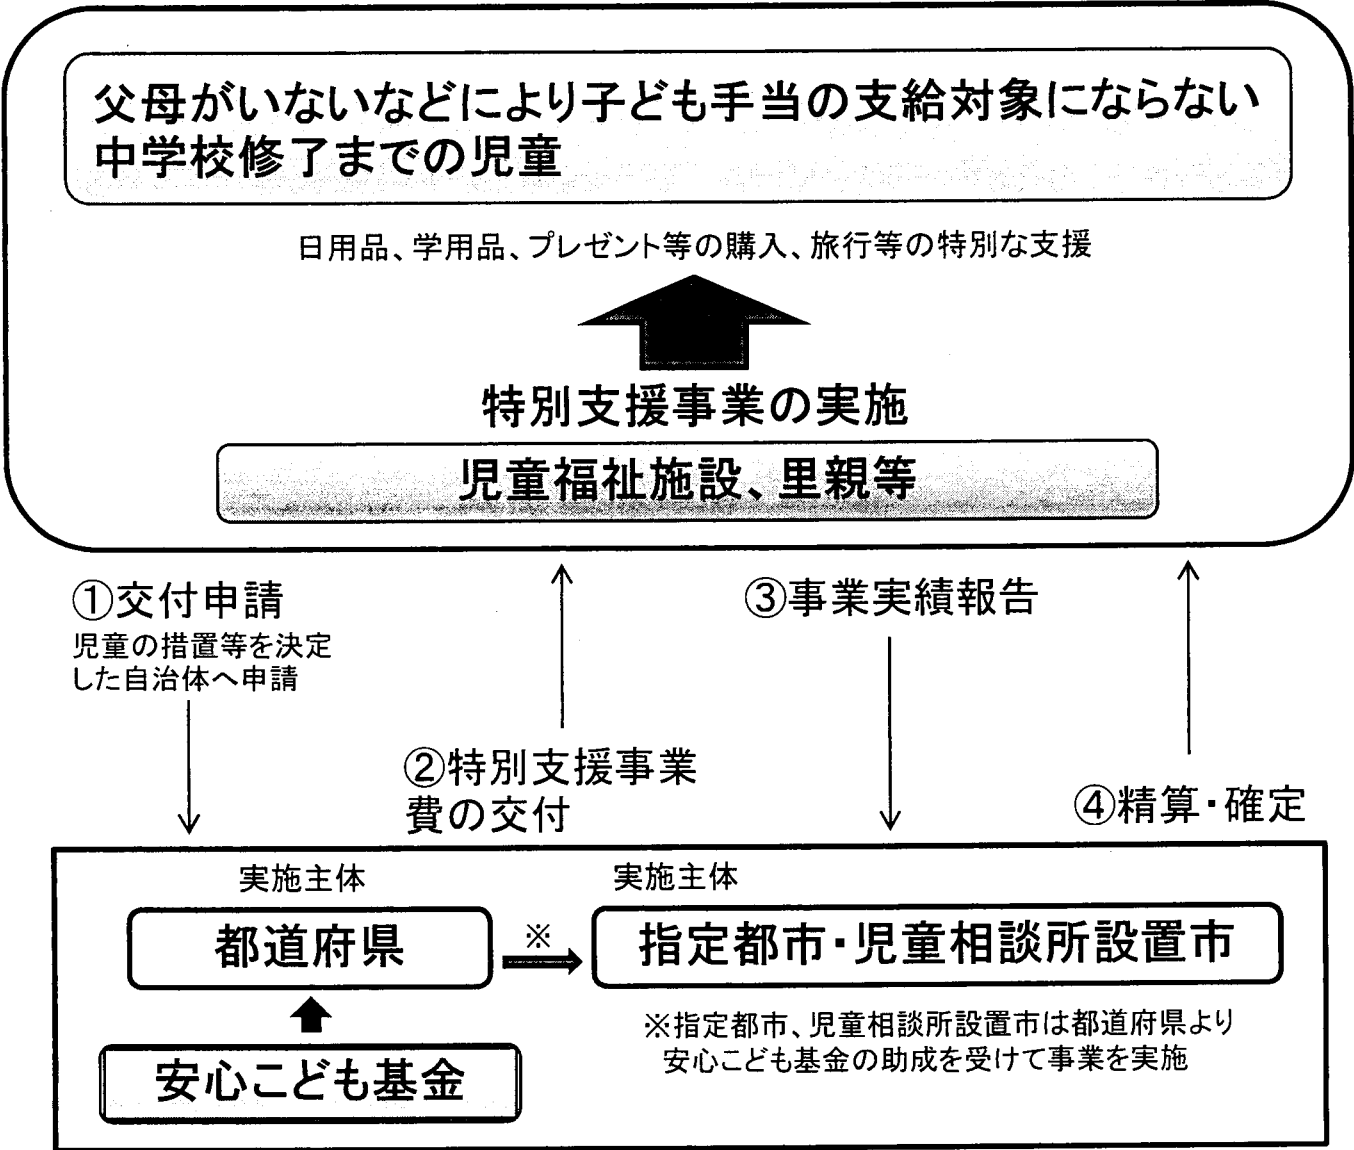 父母がいないなどにより子ども手当の支給対象にならない
中学校修了までの児童
日用品、学用品、プレゼント等の購入、旅行等の特別な支援
特別支援事業の実施
児童福祉施設、里親等
①交付申請
児童の措置等を決定
した自治体へ申請
②特別支援事業
費の交付
③事業実績報告
④精算・確定
実施主体
都道府県
※
実施主体
指定都市・児童相談所設置市
安心こども基金
※指定都市、児童相談所設置市は都道府県より
安心こども基金の助成を受けて事業を実施